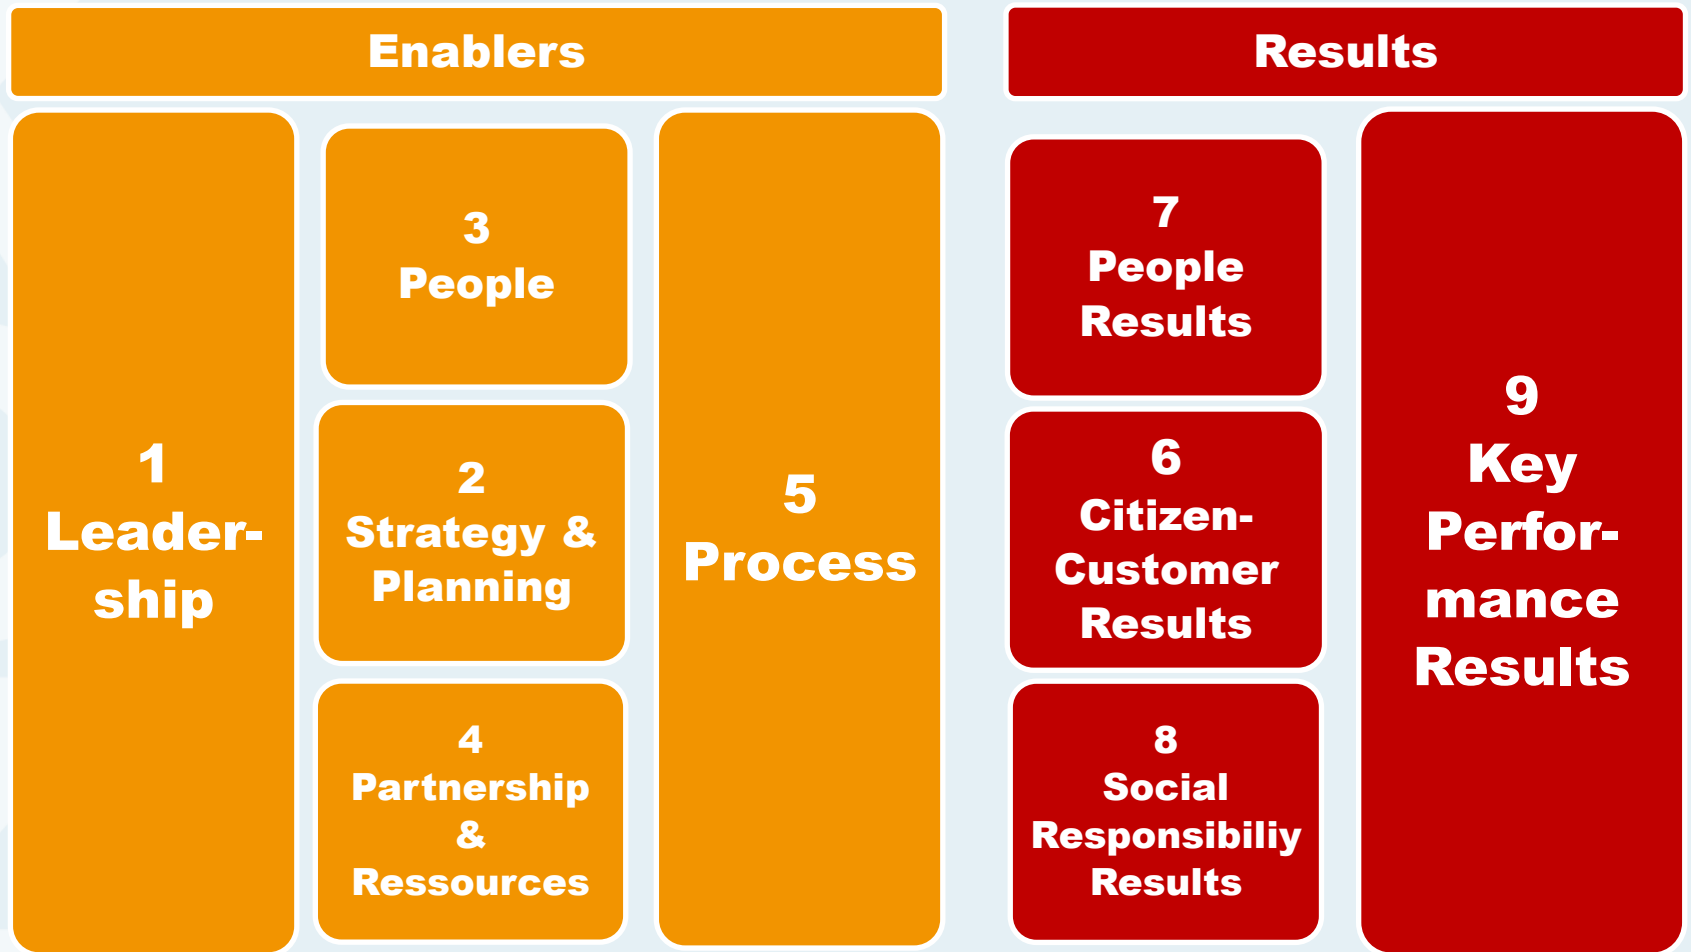 Enablers
Results
1
Leader-
ship
3
People
2
Strategy &
Planning
4
Partnership
&
Ressources
5
Process
7
People
Results
6
Citizen-
Customer
Results
8
Social
Responsibiliy
Results
9
Key
Perfor-
mance
Results